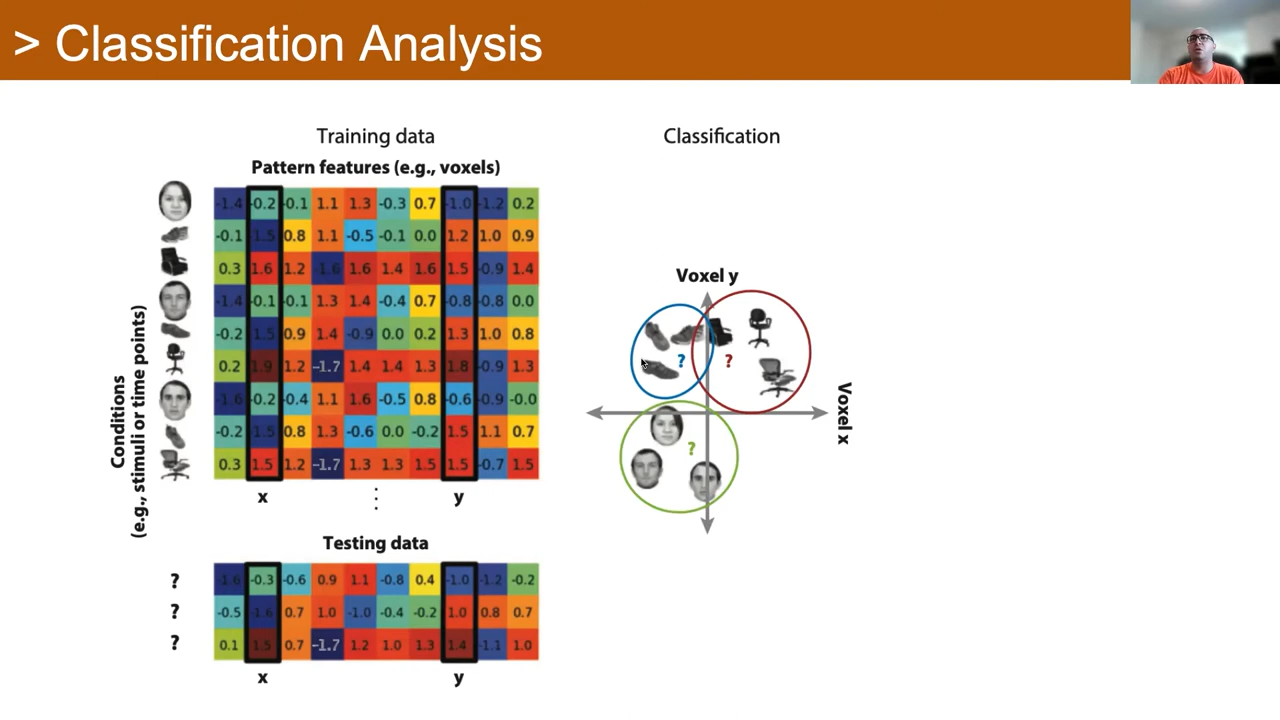 > Classification Analysis
Training data
Pattern features (e.g., voxels)
-1.4 -0.2 -0.1 1.1 1.3 -0.3 0.7 -1.0 -1.2 0.2
-0.1 -1.5 0.8 1.1 -0.5 -0.1 0.0 1.2 1.0 0.9
0.3 1.6 1.2 -1.6 1.6 1.4 1.6 1.5 -0.9 1.4
-1.4 -0.1 -0.1 1.3 1.4 -0.4 0.7 -0.8 -0.8 0.0
-0.2 -1.5 0.9 1.4 -0.9 0.0 0.2 1.3 1.0 0.8
0.2 1.9 1.2 -1.7 1.4 1.4 1.3 1.8 -0.9 1.3
-1.6 -0.2 -0.4 1.1 1.6 -0.5 0.8 -0.6 -0.9 -0.0
-0.2 -1.5 0.8 1.3 -0.6 0.0 -0.2 1.5 1.1 0.7
0.3 1.5 1.2 -1.7 1.3 1.3 1.5 1.5 -0.7 1.5
Conditions
(e.g., stimuli or time points)
x ⋮ y
Testing data
? -1.6 -0.3 -0.6 0.9 1.1 -0.8 0.4 -1.0 -1.2 -0.2
? -0.5 -1.6 0.7 1.0 -1.0 -0.4 -0.2 1.0 0.8 0.7
? 0.1 1.5 0.7 -1.7 1.2 1.0 1.3 1.4 -1.1 1.0
x y
Classification
Voxel y
? ?
Voxel x
?